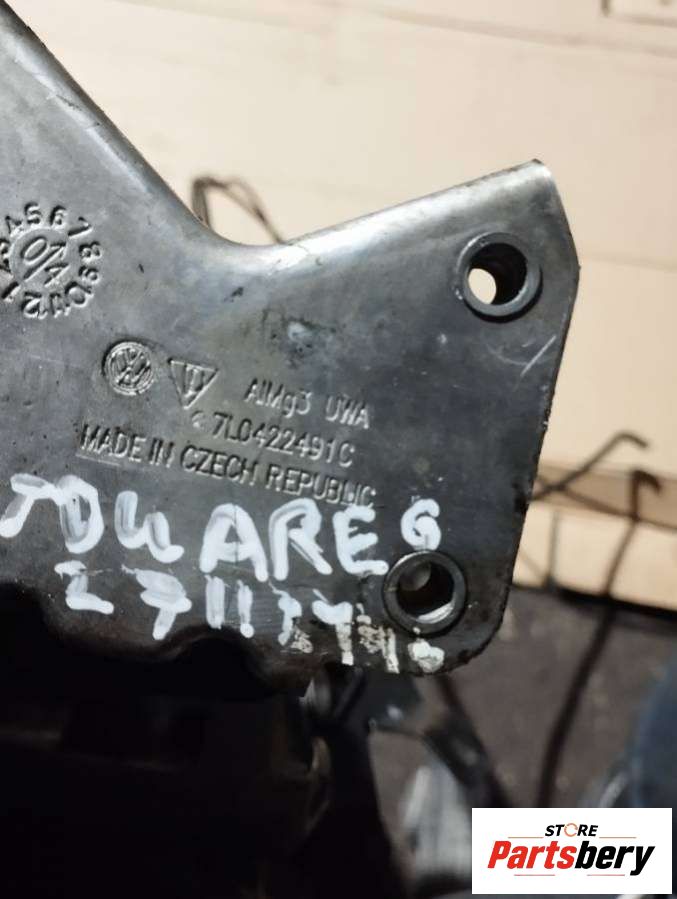 AlMg3 UWA
7L0422491C
MADE IN CZECH REPUBLIC
TOUAREG
STORE
Partsbery